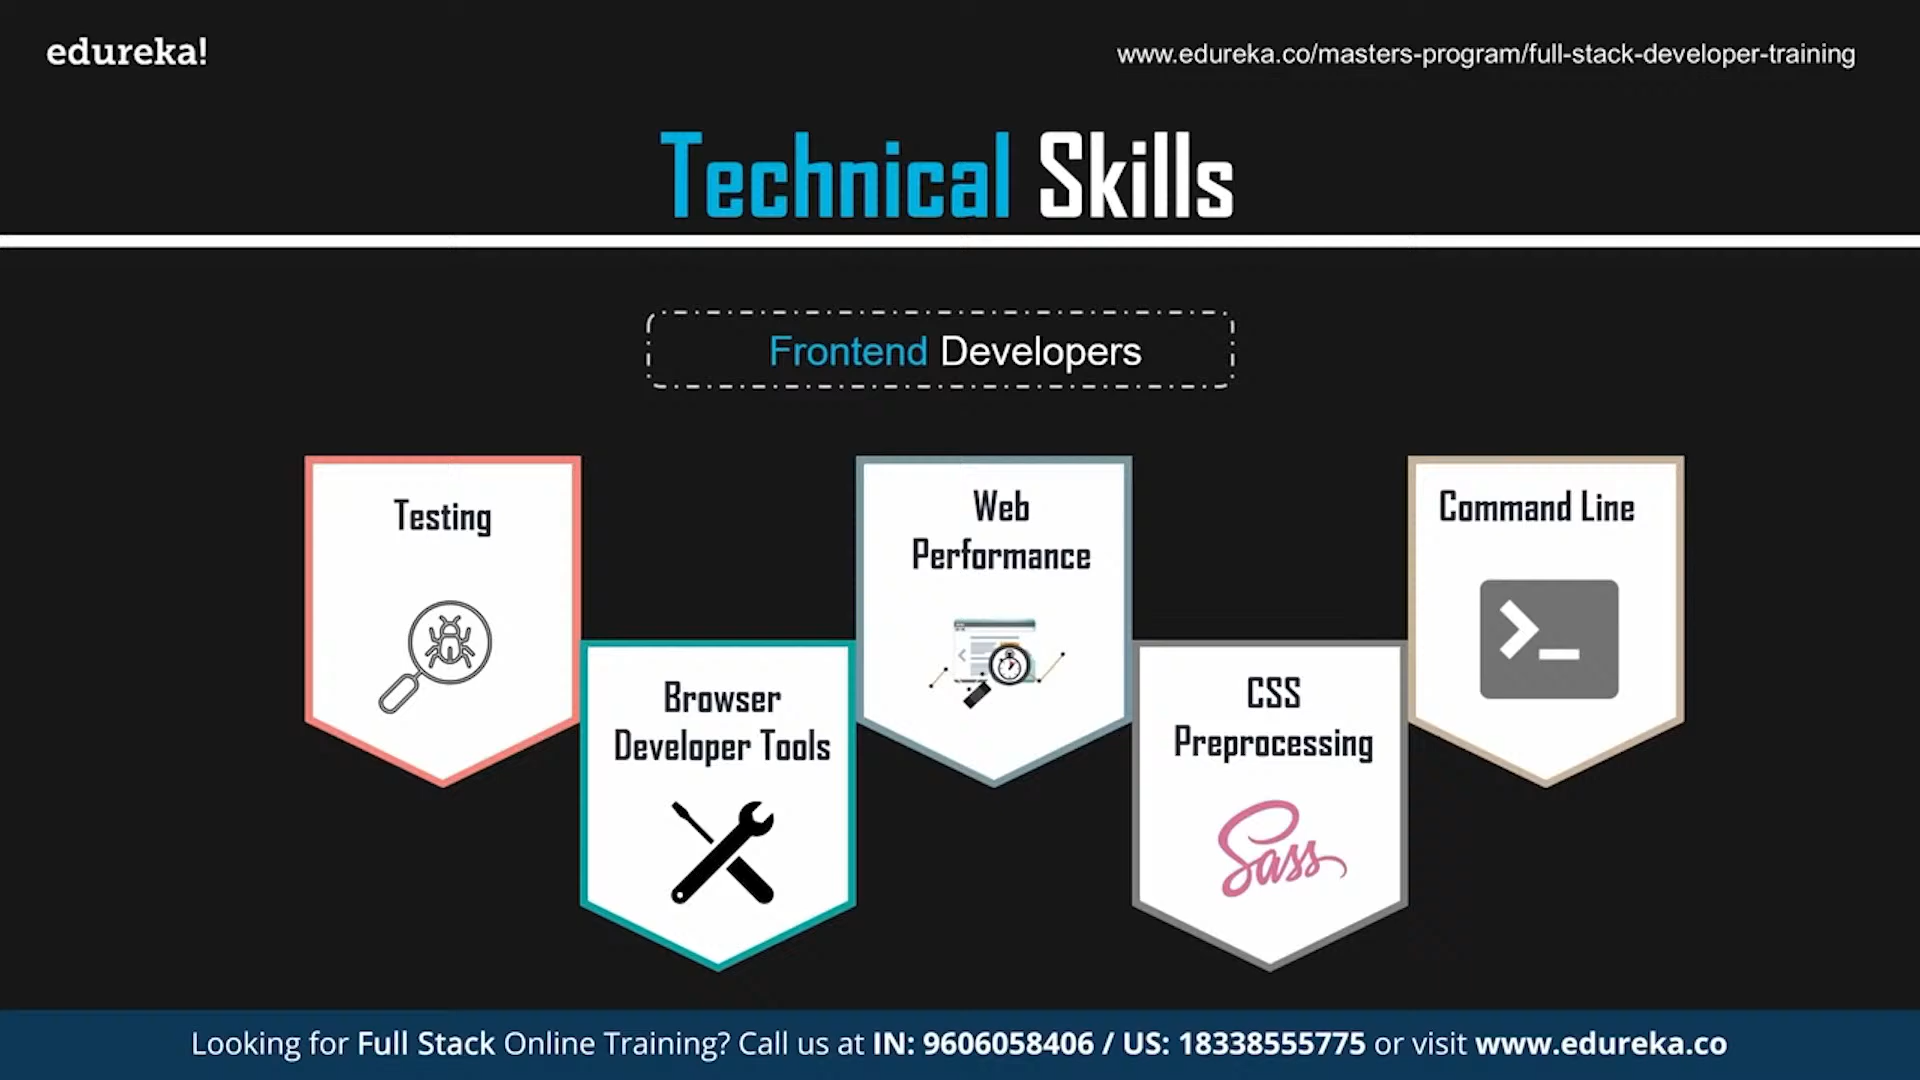 edureka!
www.edureka.co/masters-program/full-stack-developer-training
Technical Skills
Frontend Developers
Testing
Browser
Developer Tools
Web
Performance
CSS
Preprocessing
Sass
Command Line
>_
Looking for Full Stack Online Training? Call us at IN: 9606058406 / US: 18338555775 or visit www.edureka.co